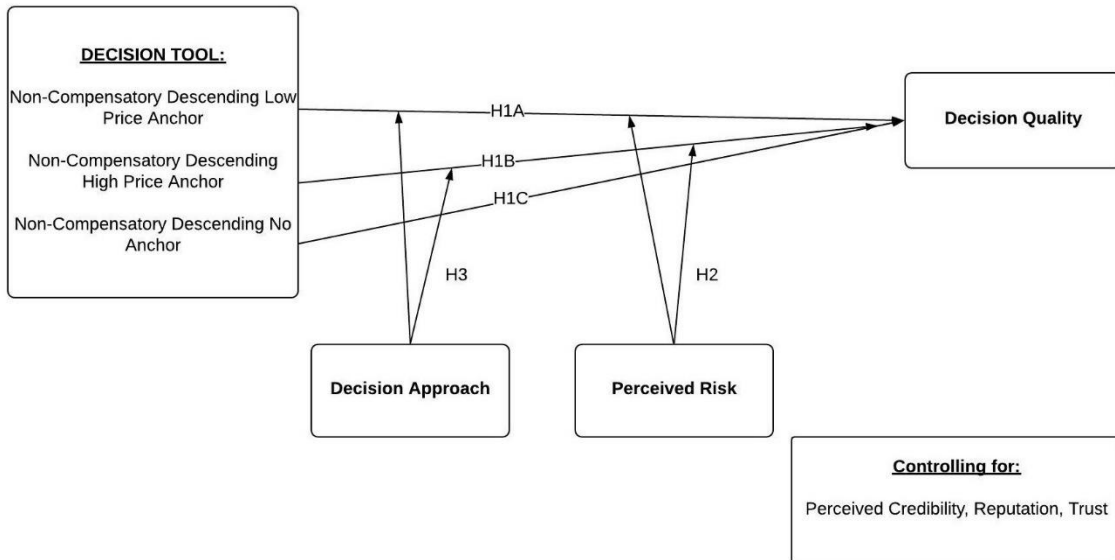 DECISION TOOL:
Non-Compensatory Descending Low
Price Anchor
Non-Compensatory Descending
High Price Anchor
Non-Compensatory Descending No
Anchor
H1A
H1B
H1C
Decision Quality
H3
H2
Decision Approach
Perceived Risk
Controlling for:
Perceived Credibility, Reputation, Trust